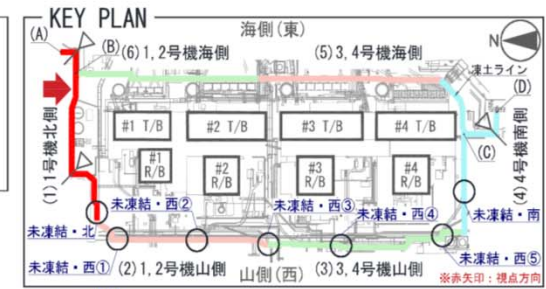 KEY PLAN
海側(東)
N
(A)
(B)
(6)1,2号機海側
(5)3,4号機海側
凍土ライン
(D)
#1 T/B
#2 T/B
#3 T/B
#4 T/B
(C)
(1)1号機北側
#1
R/B
#2
R/B
#3
R/B
#4
R/B
(4)4号機南側
未凍結・西②
未凍結・西③
未凍結・西④
未凍結・南
未凍結・北
未凍結・西①
(2)1,2号機山側
山側(西)
(3)3,4号機山側
未凍結・西⑤
※赤矢印:視点方向